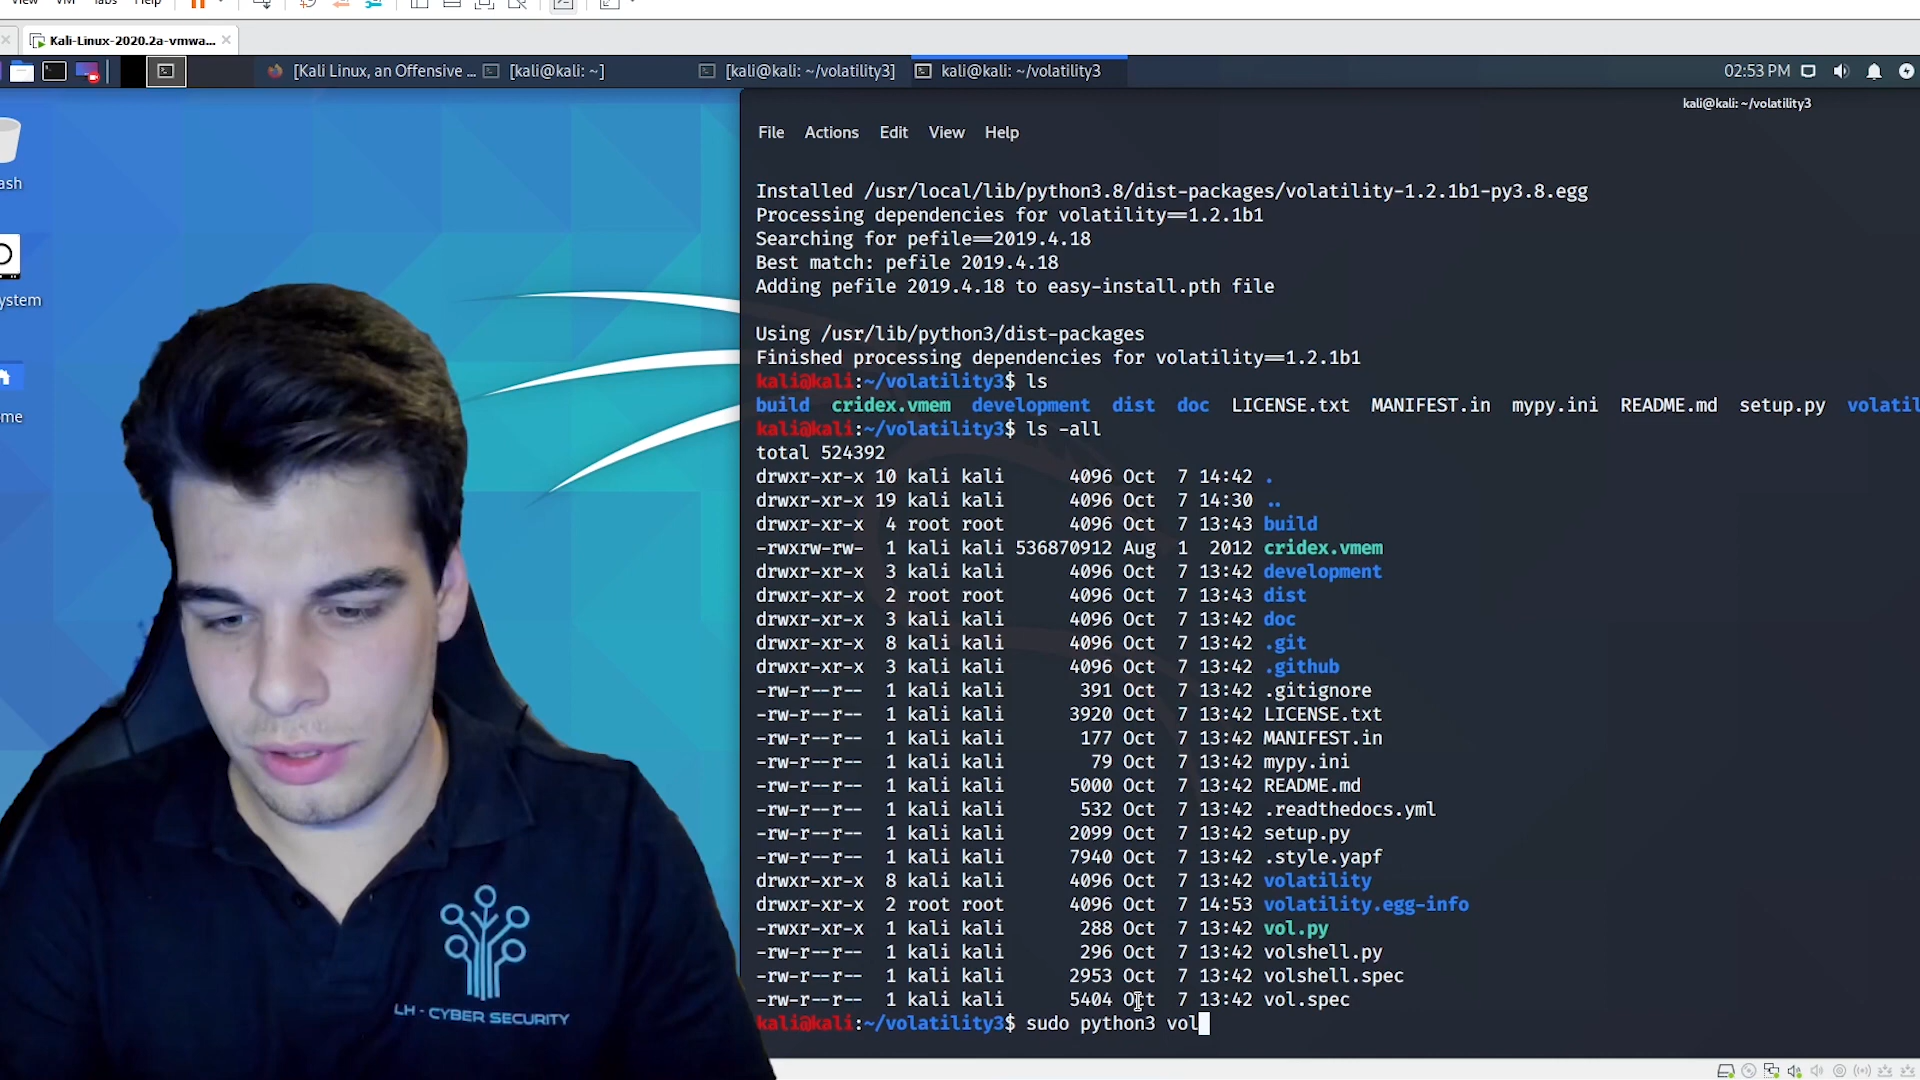 View VM Tabs Help
Kali-Linux-2020.2a-vmwa...
[Kali Linux, an Offensive ... [kali@kali: ~] [kali@kali: ~/volatility3] kali@kali: ~/volatility3 02:53 PM
kali@kali: ~/volatility3
File Actions Edit View Help
ash
ystem
me
Installed /usr/local/lib/python3.8/dist-packages/volatility-1.2.1b1-py3.8.egg
Processing dependencies for volatility==1.2.1b1
Searching for pefile==2019.4.18
Best match: pefile 2019.4.18
Adding pefile 2019.4.18 to easy-install.pth file
Using /usr/lib/python3/dist-packages
Finished processing dependencies for volatility==1.2.1b1
kali@kali:~/volatility3$ ls
build cridex.vmem development dist doc LICENSE.txt MANIFEST.in mypy.ini README.md setup.py volatil
kali@kali:~/volatility3$ ls -all
total 524392
drwxr-xr-x 10 kali kali 4096 Oct 7 14:42 .
drwxr-xr-x 19 kali kali 4096 Oct 7 14:30 ..
drwxr-xr-x 4 root root 4096 Oct 7 13:43 build
-rwxrw-rw- 1 kali kali 536870912 Aug 1 2012 cridex.vmem
drwxr-xr-x 3 kali kali 4096 Oct 7 13:42 development
drwxr-xr-x 2 root root 4096 Oct 7 13:43 dist
drwxr-xr-x 3 kali kali 4096 Oct 7 13:42 doc
drwxr-xr-x 8 kali kali 4096 Oct 7 13:42 .git
drwxr-xr-x 3 kali kali 4096 Oct 7 13:42 .github
-rw-r--r-- 1 kali kali 391 Oct 7 13:42 .gitignore
-rw-r--r-- 1 kali kali 3920 Oct 7 13:42 LICENSE.txt
-rw-r--r-- 1 kali kali 177 Oct 7 13:42 MANIFEST.in
-rw-r--r-- 1 kali kali 79 Oct 7 13:42 mypy.ini
-rw-r--r-- 1 kali kali 5000 Oct 7 13:42 README.md
-rw-r--r-- 1 kali kali 532 Oct 7 13:42 .readthedocs.yml
-rw-r--r-- 1 kali kali 2099 Oct 7 13:42 setup.py
-rw-r--r-- 1 kali kali 7940 Oct 7 13:42 .style.yapf
drwxr-xr-x 8 kali kali 4096 Oct 7 13:42 volatility
drwxr-xr-x 2 root root 4096 Oct 7 14:53 volatility.egg-info
-rwxr-xr-x 1 kali kali 288 Oct 7 13:42 vol.py
-rw-r--r-- 1 kali kali 296 Oct 7 13:42 volshell.py
-rw-r--r-- 1 kali kali 2953 Oct 7 13:42 volshell.spec
-rw-r--r-- 1 kali kali 5404 Oct 7 13:42 vol.spec
kali@kali:~/volatility3$ sudo python3 vol
LH - CYBER SECURITY